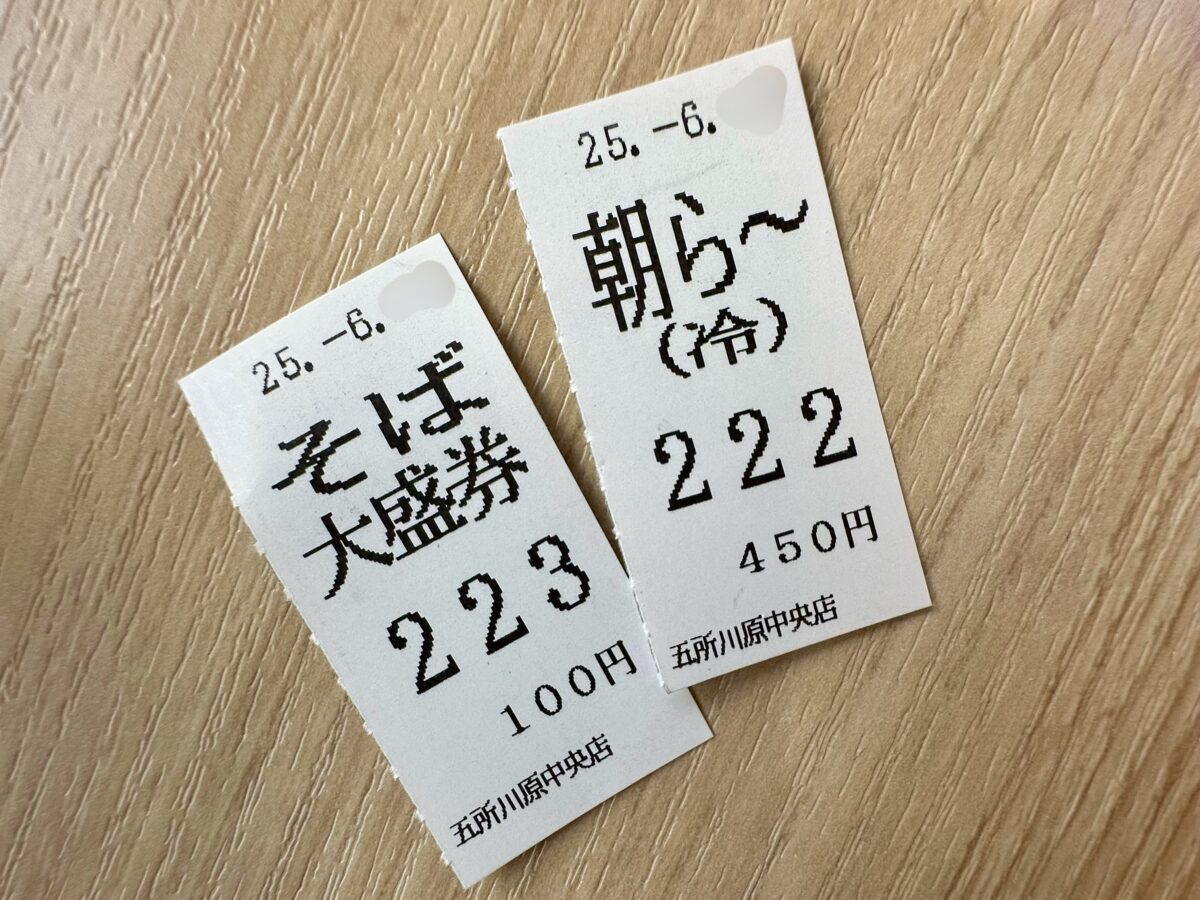 25.-6.
そば
大盛券
223
100円
五所川原中央店
25.-6.
朝ら～
(冷)
222
450円
五所川原中央店